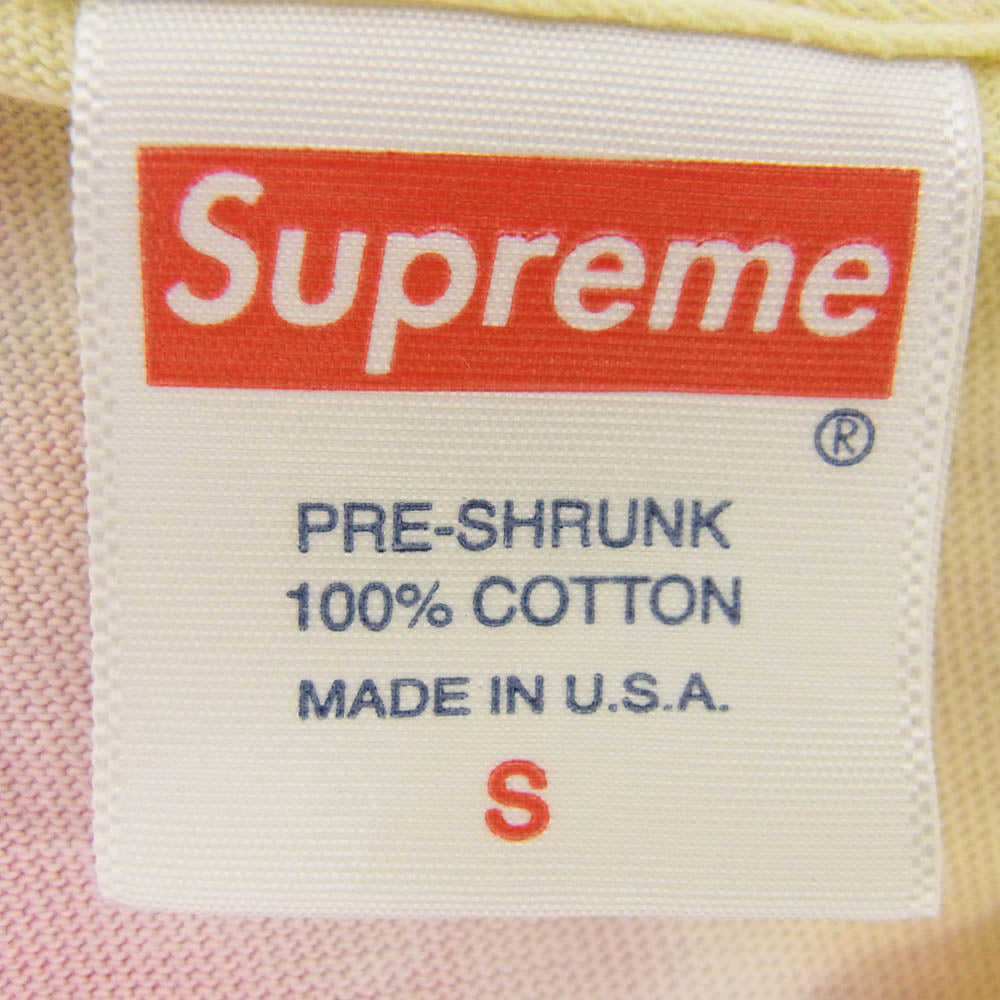 Supreme
®
PRE-SHRUNK
100% COTTON
MADE IN U.S.A.
S